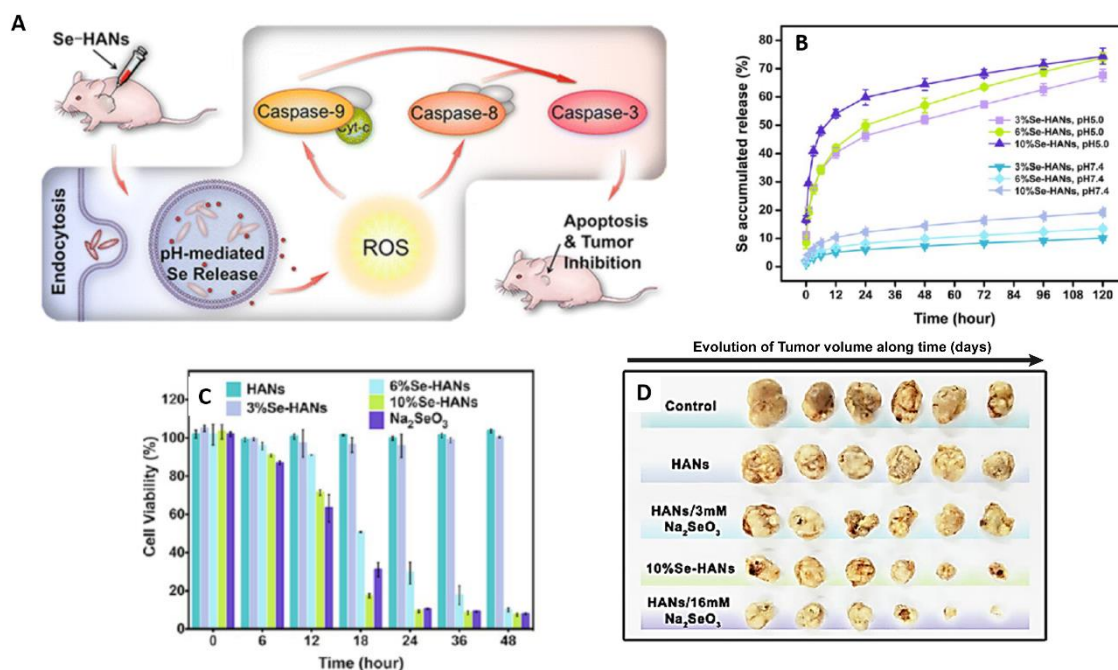 A
Se-HANs
Caspase-9
Cyt-c
Caspase-8
Caspase-3
Endocytosis
pH-mediated
Se Release
ROS
Apoptosis
& Tumor
Inhibition
B
Se accumulated release (%)
80
70
60
50
40
30
20
10
0
3%Se-HANs, pH5.0
6%Se-HANs, pH5.0
10%Se-HANs, pH5.0
3%Se-HANs, pH7.4
6%Se-HANs, pH7.4
10%Se-HANs, pH7.4
0 12 24 36 48 60 72 84 96 108 120
Time (hour)
C
HANs
3%Se-HANs
6%Se-HANs
10%Se-HANs
Na₂SeO₃
Cell Viability (%)
120
100
80
60
40
20
0
0 6 12 18 24 36 48
Time (hour)
Evolution of Tumor volume along time (days)
D
Control
HANs
HANs/3mM
Na₂SeO₃
10%Se-HANs
HANs/16mM
Na₂SeO₃